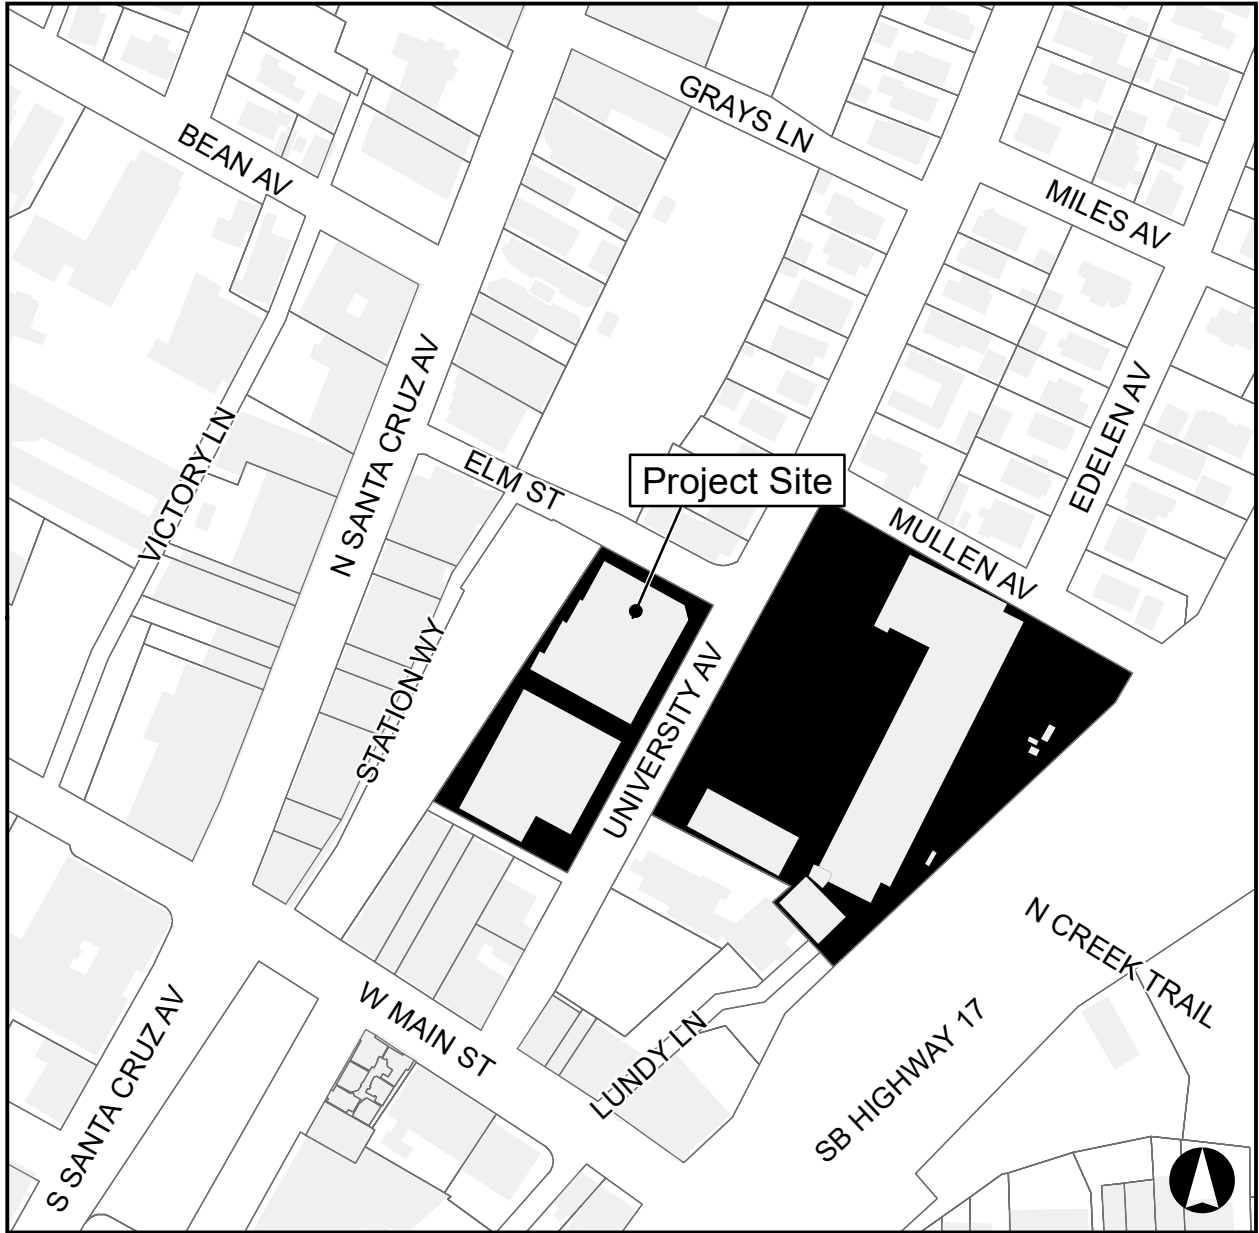 GRAYS LN
BEAN AV
MILES AV
N SANTA CRUZ AV
EDELEN AV
VICTORY LN
ELM ST
Project Site
MULLEN AV
STATION WY
UNIVERSITY AV
N CREEK TRAIL
W MAIN ST
S SANTA CRUZ AV
LUNDY LN
SB HIGHWAY 17